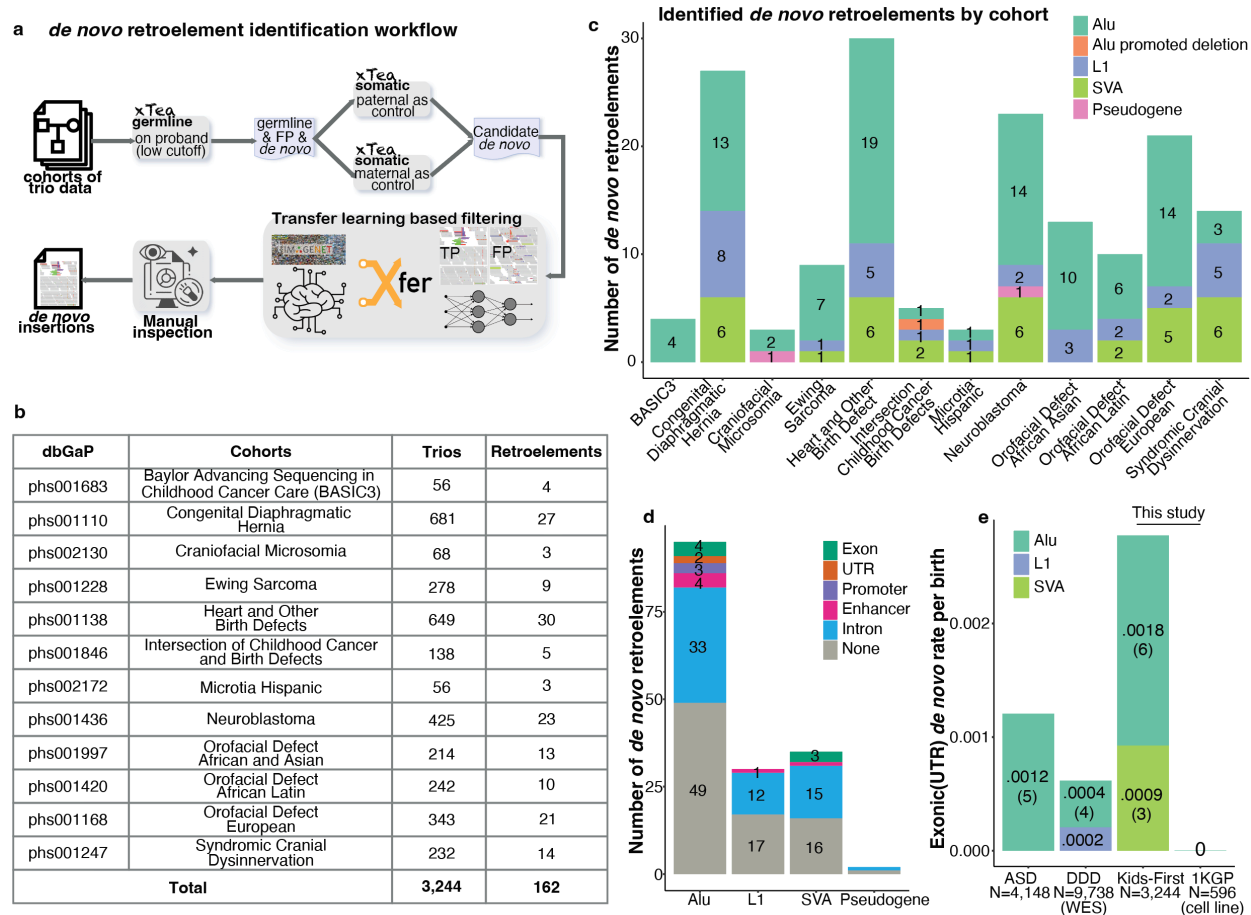 a de novo retroelement identification workflow
cohorts of
trio data
xTea
germline
on proband
(low cutoff)
germline
& FP &
de novo
xTea
somatic
paternal as
control
xTea
somatic
maternal as
control
Candidate
de novo
Transfer learning based filtering
IMAGENET
Xfer
TP
FP
Manual
inspection
de novo
insertions
b
dbGaP Cohorts Trios Retroelements
phs001683 Baylor Advancing Sequencing in Childhood Cancer Care (BASIC3) 56 4
phs001110 Congenital Diaphragmatic Hernia 681 27
phs002130 Craniofacial Microsomia 68 3
phs001228 Ewing Sarcoma 278 9
phs001138 Heart and Other Birth Defects 649 30
phs001846 Intersection of Childhood Cancer and Birth Defects 138 5
phs002172 Microtia Hispanic 56 3
phs001436 Neuroblastoma 425 23
phs001997 Orofacial Defect African and Asian 214 13
phs001420 Orofacial Defect African Latin 242 10
phs001168 Orofacial Defect European 343 21
phs001247 Syndromic Cranial Dysinnervation 232 14
Total 3,244 162
c Identified de novo retroelements by cohort
Number of de novo retroelements
30
20
10
0
Alu
Alu promoted deletion
L1
SVA
Pseudogene
4
13
8
6
2
1
7
1
1
19
5
6
1
1
1
2
1
1
1
14
2
1
6
10
3
6
2
2
14
2
5
3
5
6
BASIC3
Congenital
Diaphragmatic
Hernia
Craniofacial
Microsomia
Ewing
Sarcoma
Heart and Other
Birth Defect
Intersection
Childhood Cancer
Birth Defects
Microtia
Hispanic
Neuroblastoma
Orofacial Defect
African Asian
Orofacial Defect
African Latin
Orofacial Defect
European
Syndromic Cranial
Dysinnervation
d
Number of de novo retroelements
75
50
25
0
Exon
UTR
Promoter
Enhancer
Intron
None
4
2
3
4
33
49
1
12
17
3
15
16
Alu L1 SVA Pseudogene
e
This study
Exonic(UTR) de novo rate per birth
0.002
0.001
0.000
Alu
L1
SVA
.0012
(5)
.0004
(4)
.0002
.0018
(6)
.0009
(3)
0
ASD
N=4,148
DDD
N=9,738
(WES)
Kids-First
N=3,244
1KGP
N=596
(cell line)